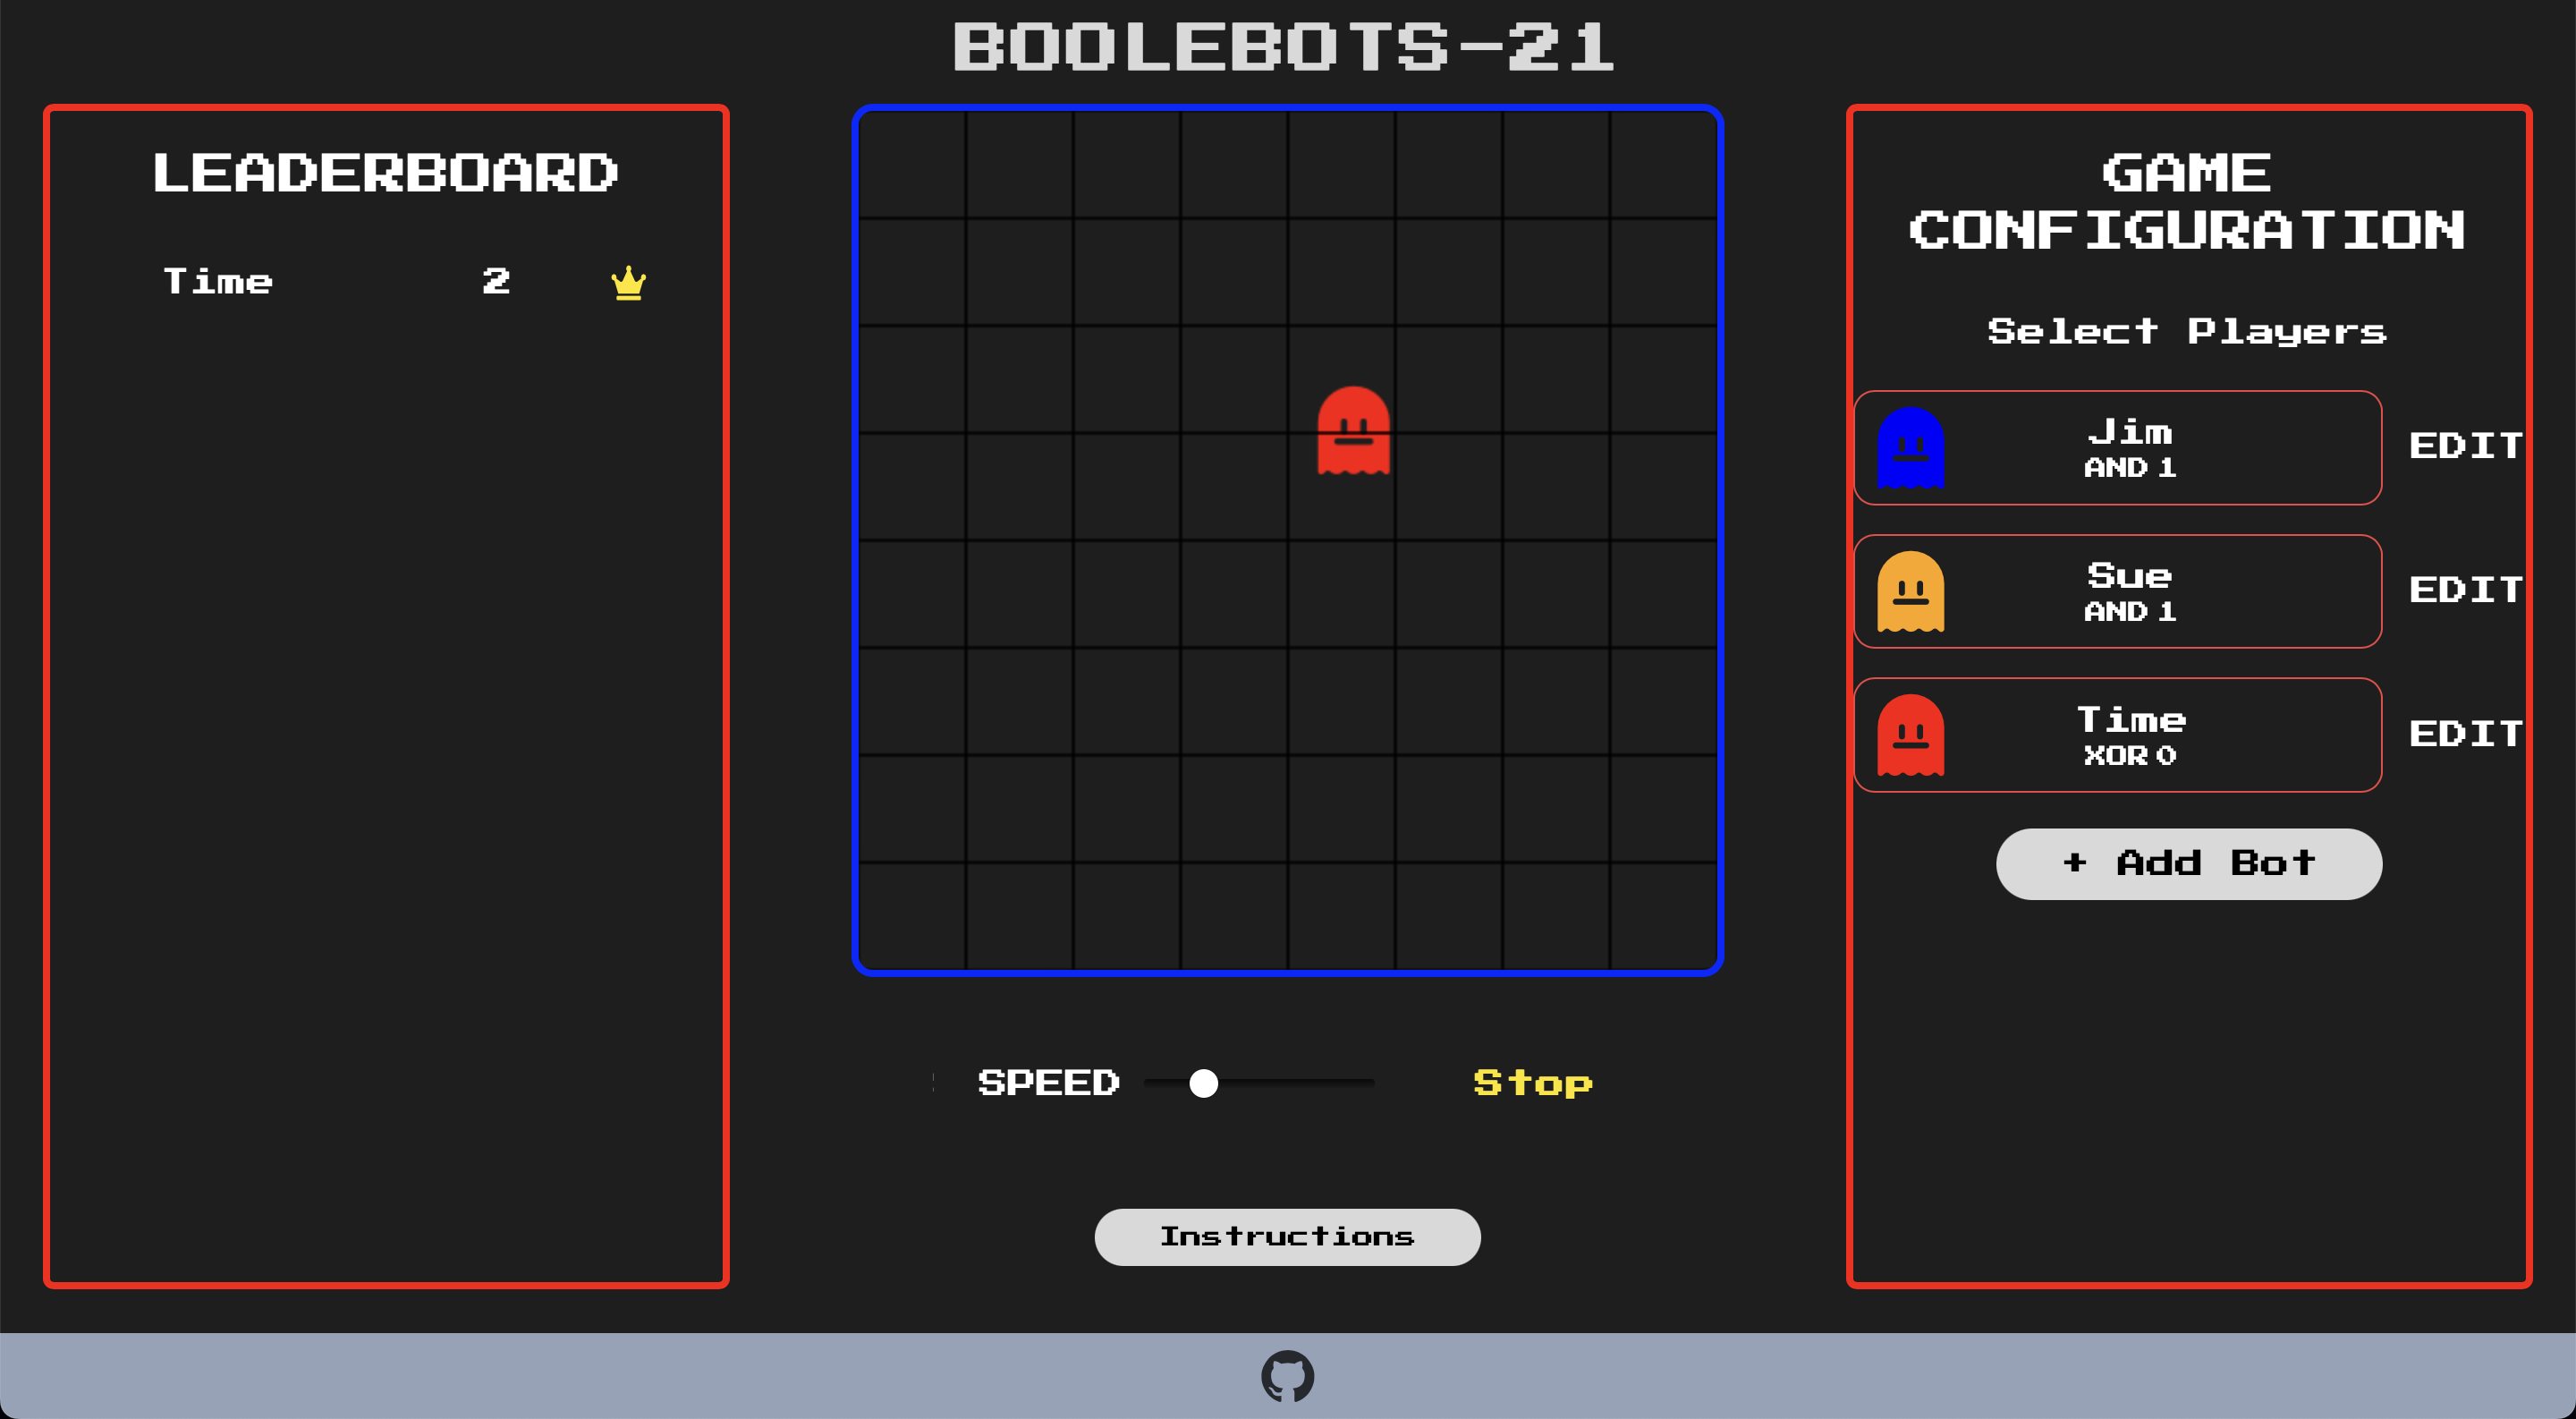 BOOLEBOTS-21
LEADERBOARD
Time 2
GAME
CONFIGURATION
Select Players
Jim
AND 1
EDIT
Sue
AND 1
EDIT
Time
XOR 0
EDIT
+ Add Bot
SPEED
Stop
Instructions